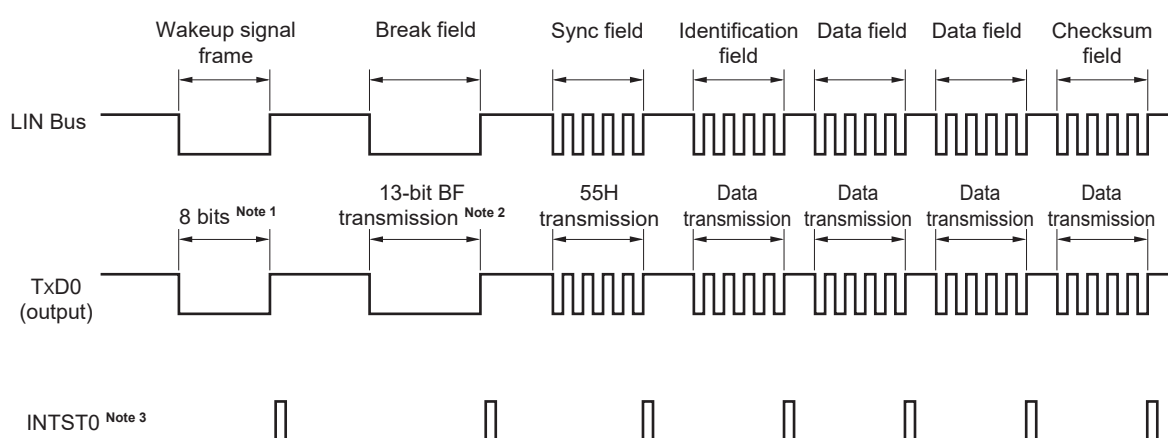 Wakeup signal frame
Break field
Sync field
Identification field
Data field
Data field
Checksum field
LIN Bus
8 bits Note 1
13-bit BF transmission Note 2
55H transmission
Data transmission
Data transmission
Data transmission
Data transmission
TxD0 (output)
INTST0 Note 3